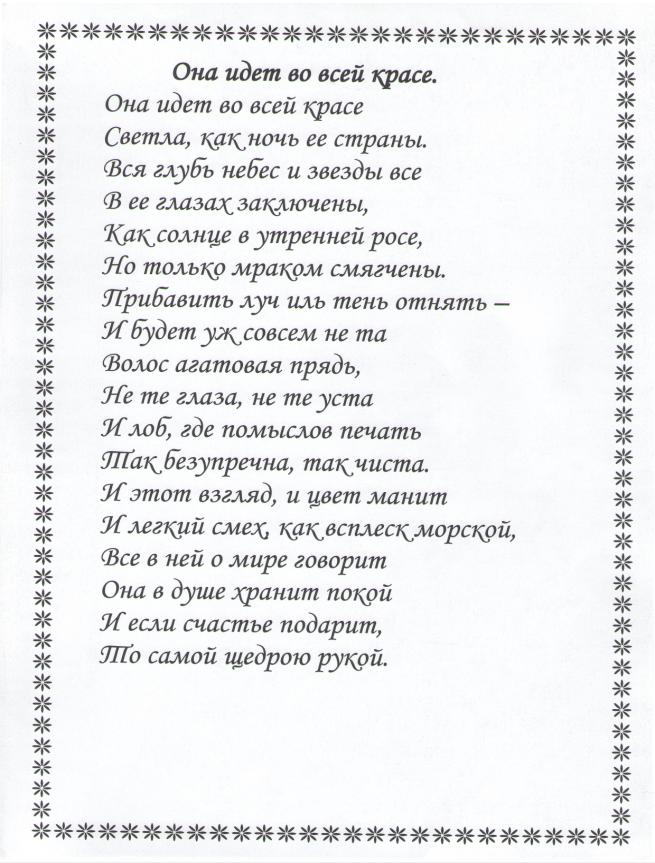 Она идет во всей красе.
Она идет во всей красе
Светла, как ночь ее страны.
Вся глубь небес и звезды все
В ее глазах заключены,
Как солнце в утренней росе,
Но только мраком смягчены.
Прибавить луч иль тень отнять –
И будет уж совсем не та
Волос агатовая прядь,
Не те глаза, не те уста
И лоб, где помыслов печать
Так безупречна, так чиста.
И этот взгляд, и цвет манит
И легкий смех, как всплеск морской,
Все в ней о мире говорит
Она в душе хранит покой
И если счастье подарит,
То самой щедрою рукой.